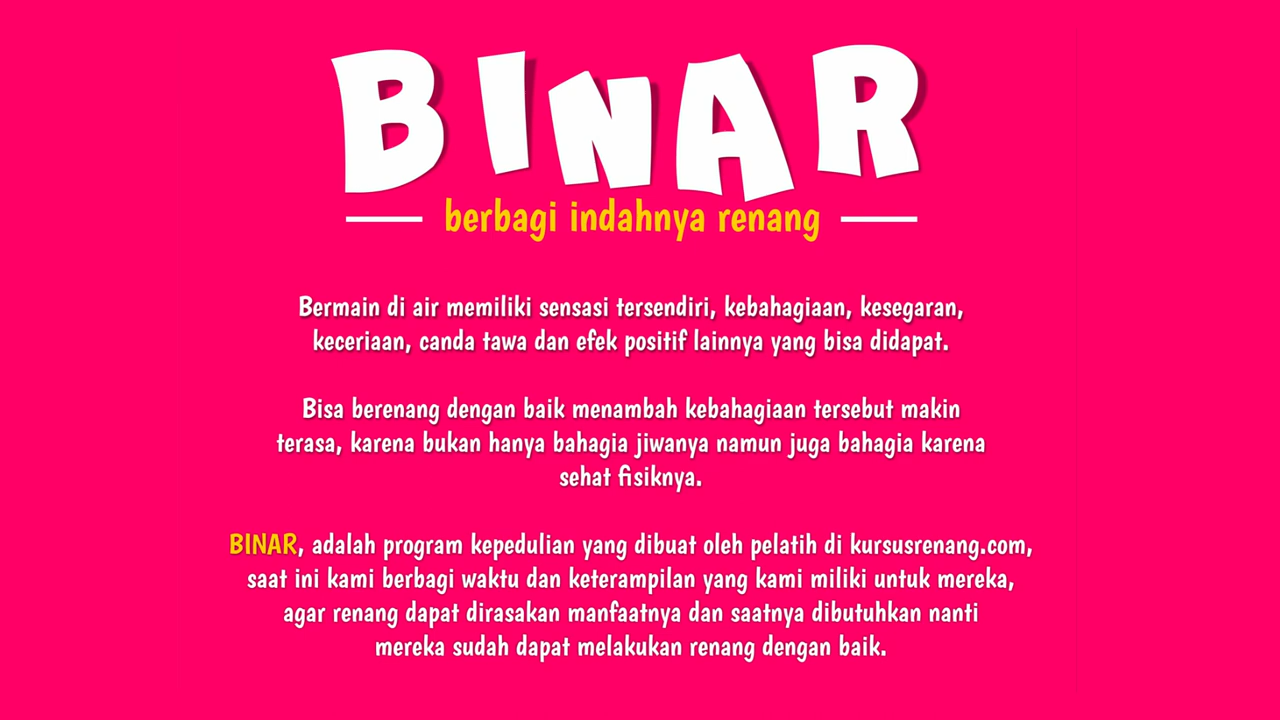 BINAR
berbagi indahnya renang
Bermain di air memiliki sensasi tersendiri, kebahagiaan, kesegaran,
keceriaan, canda tawa dan efek positif lainnya yang bisa didapat.
Bisa berenang dengan baik menambah kebahagiaan tersebut makin
terasa, karena bukan hanya bahagia jiwanya namun juga bahagia karena
sehat fisiknya.
BINAR, adalah program kepedulian yang dibuat oleh pelatih di kursusrenang.com,
saat ini kami berbagi waktu dan keterampilan yang kami miliki untuk mereka,
agar renang dapat dirasakan manfaatnya dan saatnya dibutuhkan nanti
mereka sudah dapat melakukan renang dengan baik.